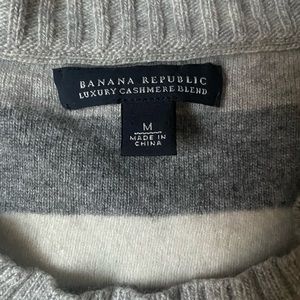 BANANA REPUBLIC
LUXURY CASHMERE BLEND
M
MADE IN
CHINA